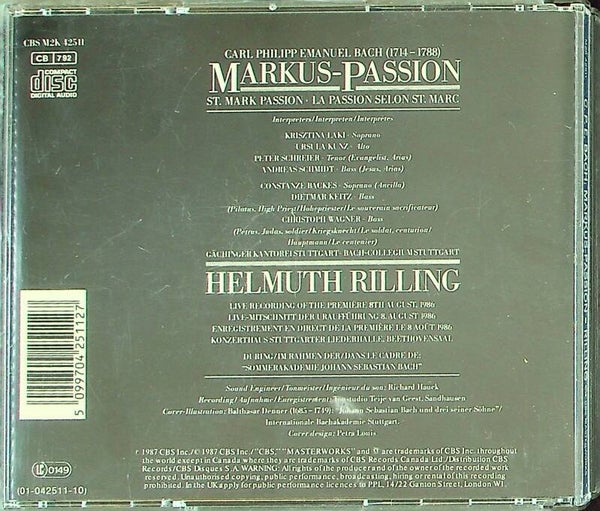 CBS M2K 42511
CB 792
COMPACT
disc
DIGITAL AUDIO
CARL PHILIPP EMANUEL BACH (1714–1788)
MARKUS-PASSION
ST. MARK PASSION · LA PASSION SELON ST. MARC
Interpreters/Interpreten/Interprètes
KRISZTINA LAKI - Soprano
URSULA KUNZ - Alto
PETER SCHREIER - Tenor (Evangelist, Arias)
ANDREAS SCHMIDT - Bass (Jesus, Arias)
CONSTANZE BACKES - Soprano (Ancilla)
DIETMAR KEITZ - Bass
(Pilatus, High Priest/Hohepriester/Le souverain sacrificateur)
CHRISTOPH WAGNER - Bass
(Petrus, Judas, soldier/Kriegsknecht/Le soldat, centurion/
Hauptmann/Le centenier)
GÄCHINGER KANTOREI STUTTGART · BACH-COLLEGIUM STUTTGART
HELMUTH RILLING
LIVE RECORDING OF THE PREMIÈRE 8TH AUGUST, 1986
LIVE-MITSCHNITT DER URAUFFÜHRUNG 8. AUGUST 1986
ENREGISTREMENT EN DIRECT DE LA PREMIÈRE LE 8 AOÛT 1986
KONZERTHAUS STUTTGARTER LIEDERHALLE, BEETHOVENSAAL
DURING/IM RAHMEN DER/DANS LE CADRE DE:
"SOMMERAKADEMIE JOHANN SEBASTIAN BACH"
Sound Engineer/Tonmeister/Ingénieur du son: Richard Hauck
Recording/Aufnahme/Enregistrement: Tonstudio Teije van Geest, Sandhausen
Cover-Illustration: Balthasar Denner (1685–1749): "Johann Sebastian Bach und drei seiner Söhne"/
Internationale Bachakademie Stuttgart.
Cover design: Petra Louis
℗ 1987 CBS Inc./© 1987 CBS Inc./"CBS," "MASTERWORKS" and are trademarks of CBS Inc. throughout
the world except in Canada where they are trademarks of CBS Records Canada Ltd./Distribution CBS
Records/CBS Disques S.A. WARNING: All rights of the producer and of the owner of the recorded work
reserved. Unauthorised copying, public performance, broadcasting, hiring or rental of this recording
prohibited. In the UK apply for public performance licences to PPL, 14/22 Ganton Street, London W1.
5 099704 251127
LC 0149
(01-042511-10)
C.P.E. BACH: MARKUS-PASSION · RILLING